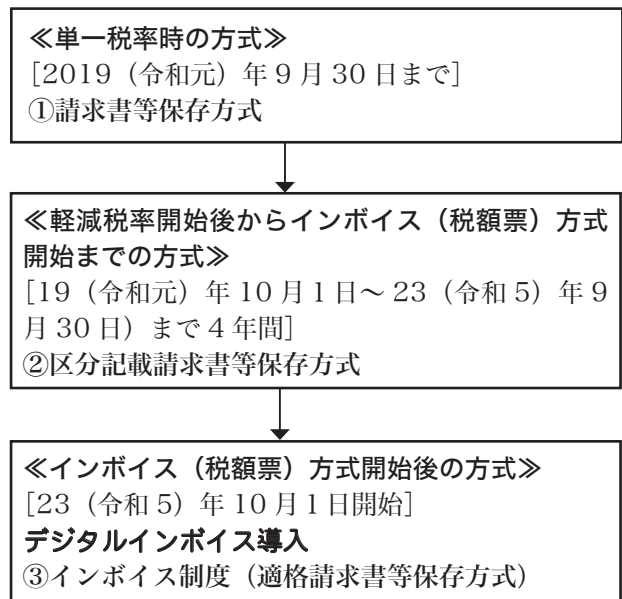 ≪単一税率時の方式≫
[2019（令和元）年9月30日まで]
①請求書等保存方式
≪軽減税率開始後からインボイス（税額票）方式
開始までの方式≫
[19（令和元）年10月1日～23（令和5）年9
月30日）まで4年間]
②区分記載請求書等保存方式
≪インボイス（税額票）方式開始後の方式≫
[23（令和5）年10月1日開始]
デジタルインボイス導入
③インボイス制度（適格請求書等保存方式）